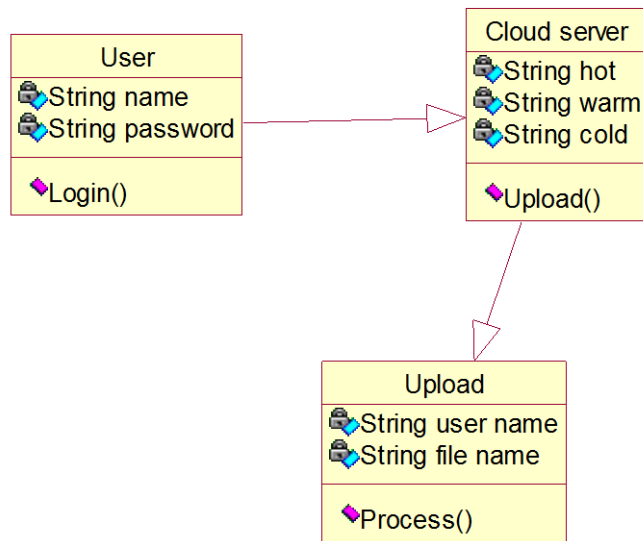 User
String name
String password
Login()
Cloud server
String hot
String warm
String cold
Upload()
Upload
String user name
String file name
Process()